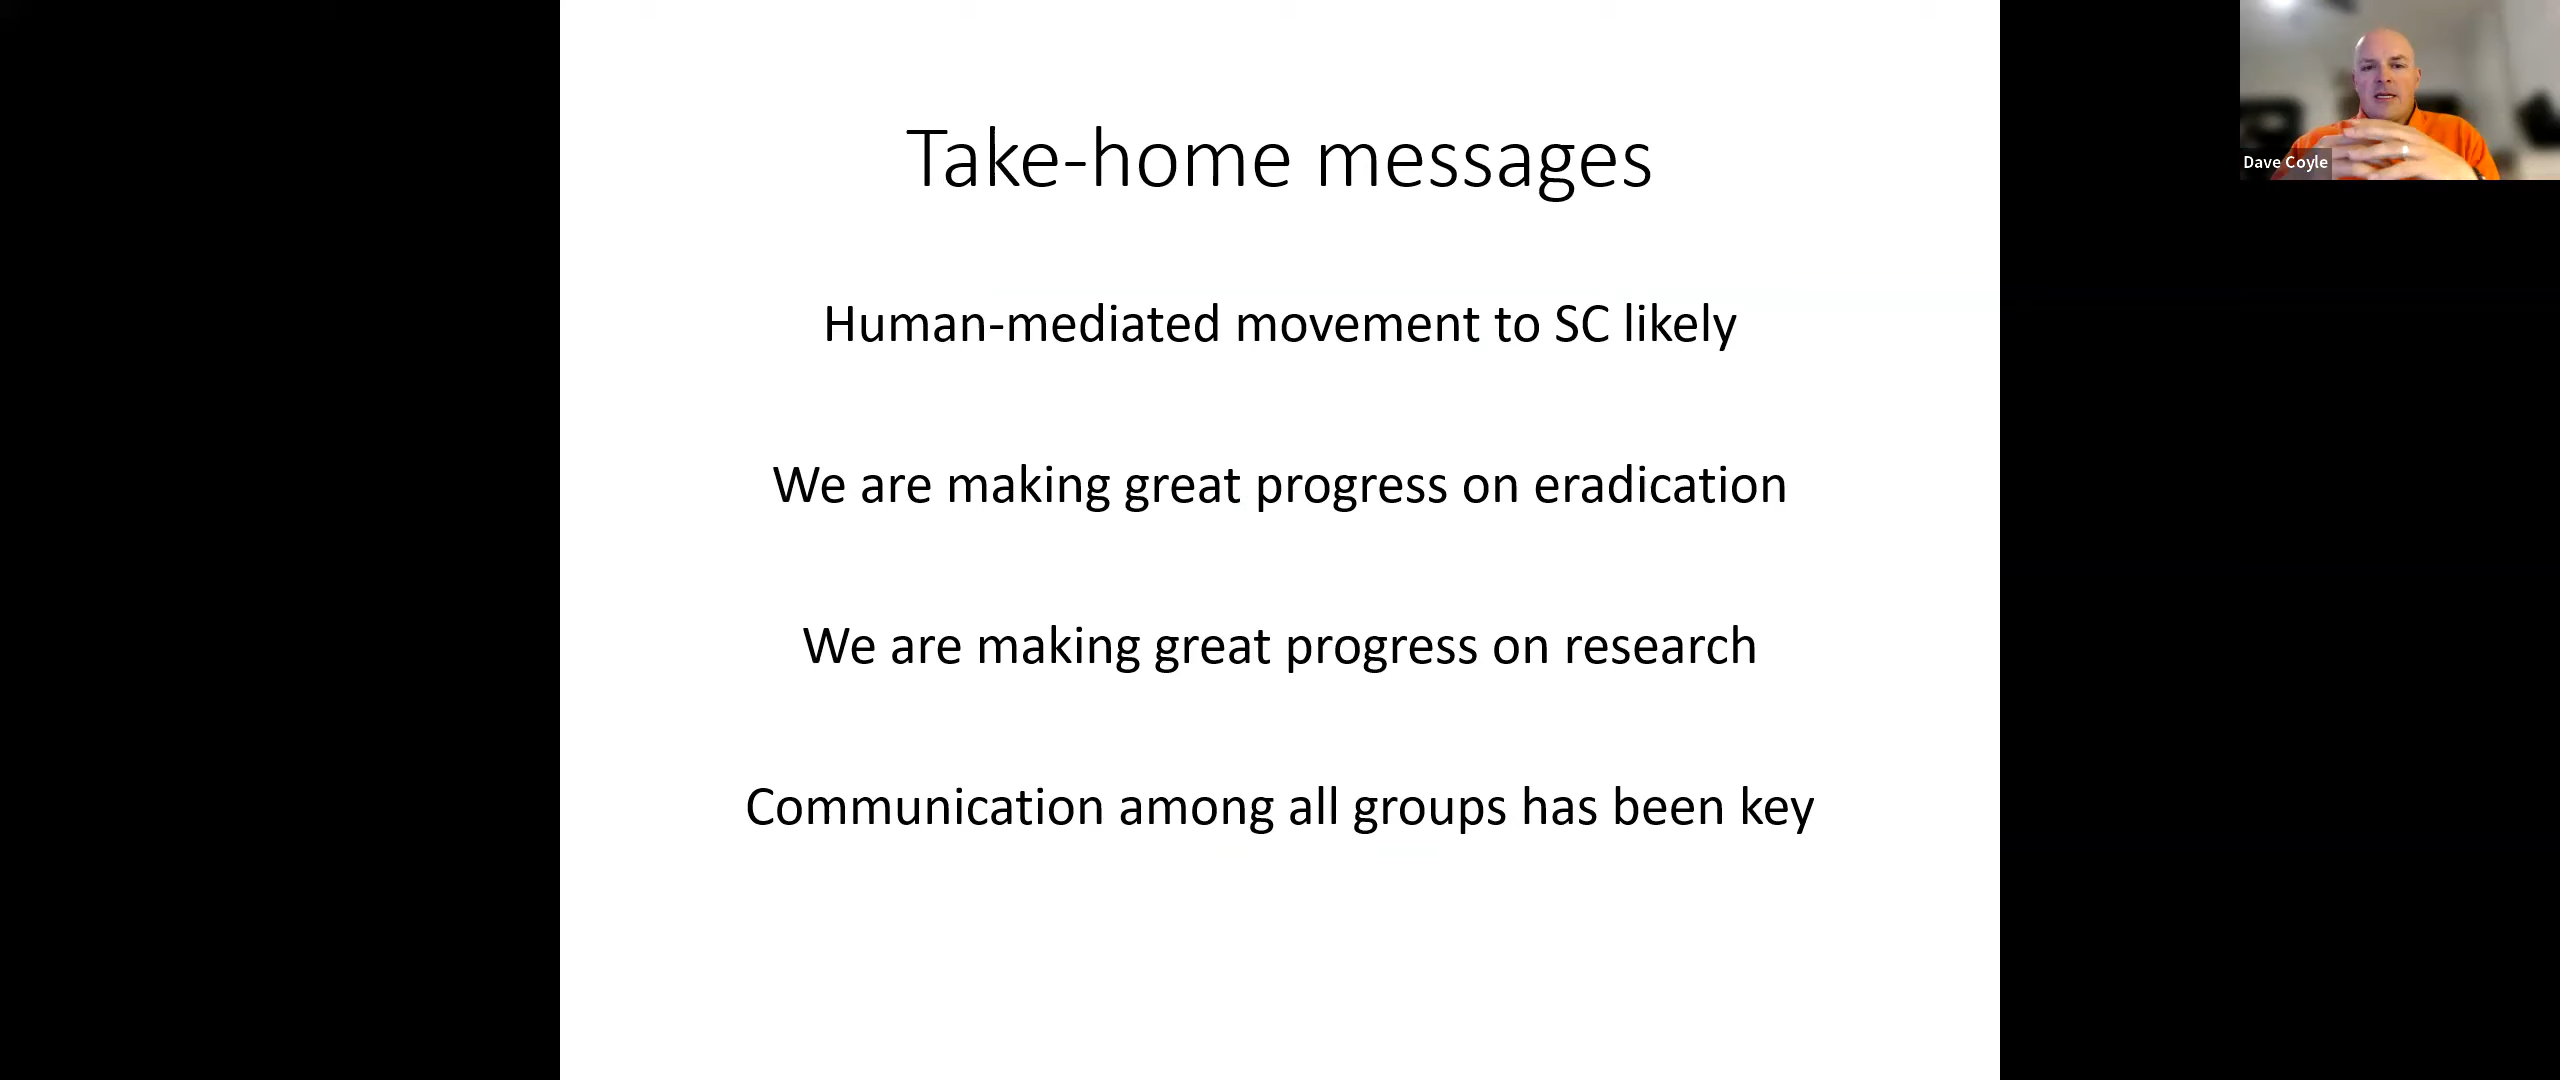 Take-home messages
Human-mediated movement to SC likely
We are making great progress on eradication
We are making great progress on research
Communication among all groups has been key
Dave Coyle